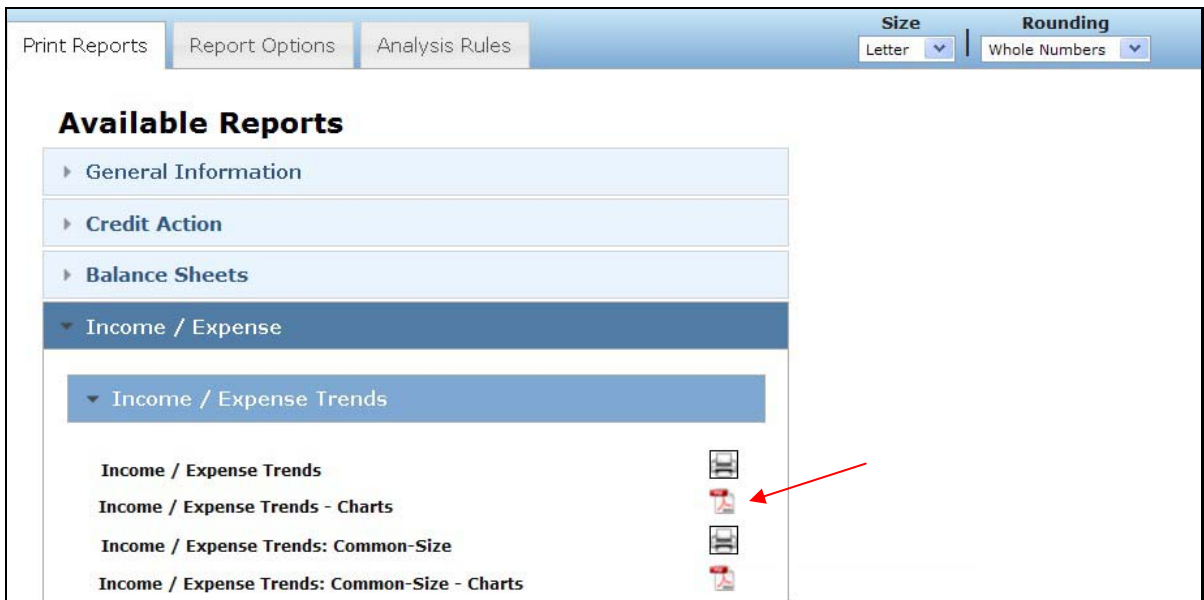 Size Rounding
Print Reports Report Options Analysis Rules Letter Whole Numbers
Available Reports
General Information
Credit Action
Balance Sheets
Income / Expense
Income / Expense Trends
Income / Expense Trends
Income / Expense Trends - Charts
Income / Expense Trends: Common-Size
Income / Expense Trends: Common-Size - Charts